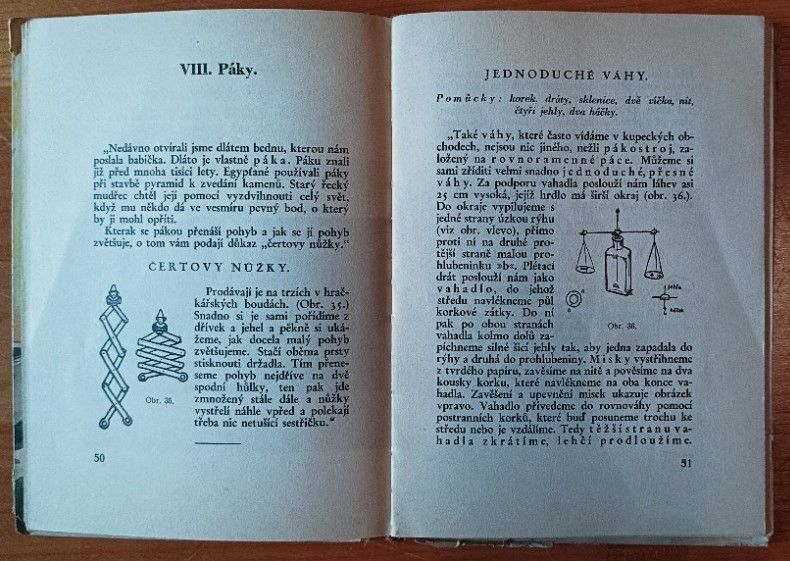 VIII. Páky.
„Nedávno otvírali jsme dlátem bednu, kterou nám
poslala babička. Dláto je vlastně páka. Páku znali
již před mnoha tisíci lety. Egypťané používali páky
při stavbě pyramid k zvedání kamenů. Starý řecký
mudřec chtěl její pomocí vyzdvihnouti celý svět,
kdyby mu někdo dá ve vesmíru pevný bod, o který
by ji mohl opříti.
Kterak se pákou přenáší pohyb a jak se jí pohyb
zvětšuje, o tom vám podají důkaz „čertovy nůžky.“
ČERTOVY NŮŽKY.
Prodávají je na trzích v hrač-
kářských boudách. (Obr. 35.)
Snadno si je sami pořídíme z
dřívek a jehel a pěkně si uká-
žeme, jak docela malý pohyb
zvětšujeme. Stačí oběma prsty
stisknouti držadla. Tím přene-
seme pohyb nejdříve na dvě
spodní hůlky, ten pak jde
zmnožený stále dále a nůžky
vystřelí náhle vpřed a polekají
třeba nic netušící sestřičku.“
Obr. 35.
50
JEDNODUCHÉ VÁHY.
Pomůcky: korek, dráty, sklenice, dvě víčka, nit,
čtyři jehly, dva háčky.
„Také váhy, které často vídáme v kupeckých ob-
chodech, nejsou nic jiného, nežli pákostroj, za-
ložený na rovnoramenné páce. Můžeme si
sami zříditi velmi snadno jednoduché, přesné
váhy. Za podporu vahadla poslouží nám láhev asi
25 cm vysoká, jejíž hrdlo má širší okraj (obr. 36.).
Do okraje vypilujeme s
jedné strany úzkou rýhu
(viz obr. vlevo), přímo
proti ní na druhé pro-
tější straně malou pro-
hlubeninku »b«. Plétací
drát poslouží nám jako
vahadlo, do jehož
středu navlékneme půl
korkové zátky. Do ní
pak po obou stranách
vahadla kolmo dolů za-
píchneme silné šicí jehly tak, aby jedna zapadala do
rýhy a druhá do prohlubeniny. Misky vystřihneme
z tvrdého papíru, zavěsíme na nitě a pověsíme na dva
kousky korku, které navlékneme na oba konce va-
hadla. Zavěšení a upevnění misek ukazuje obrázek
vpravo. Vahadlo přivedeme do rovnováhy pomocí
postranních korků, které buď posuneme trochu ke
středu nebo je vzdálíme. Tedy těžší stranu va-
hadla zkrátíme, lehčí prodloužíme.
Obr. 36.
51